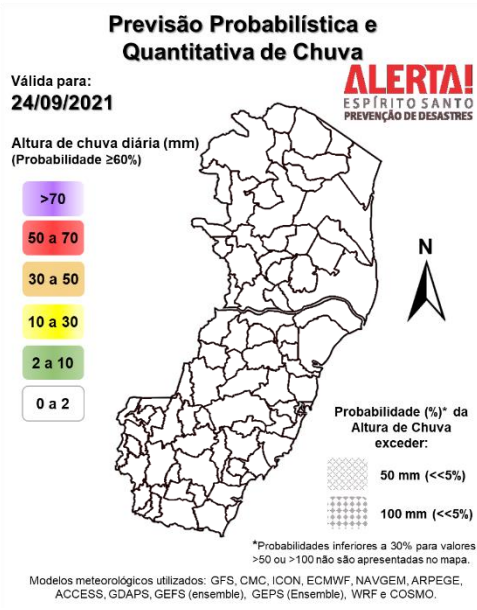 Previsão Probabilística e
Quantitativa de Chuva
Válida para:
24/09/2021
ALERTA!
ESPÍRITO SANTO
PREVENÇÃO DE DESASTRES
Altura de chuva diária (mm)
(Probabilidade ≥60%)
>70
50 a 70
30 a 50
10 a 30
2 a 10
0 a 2
N
Probabilidade (%)* da
Altura de Chuva
exceder:
50 mm (<<5%)
100 mm (<<5%)
*Probabilidades inferiores a 30% para valores
>50 ou >100 não são apresentadas no mapa.
Modelos meteorológicos utilizados: GFS, CMC, ICON, ECMWF, NAVGEM, ARPEGE,
ACCESS, GDAPS, GEFS (ensemble), GEPS (Ensemble), WRF e COSMO.